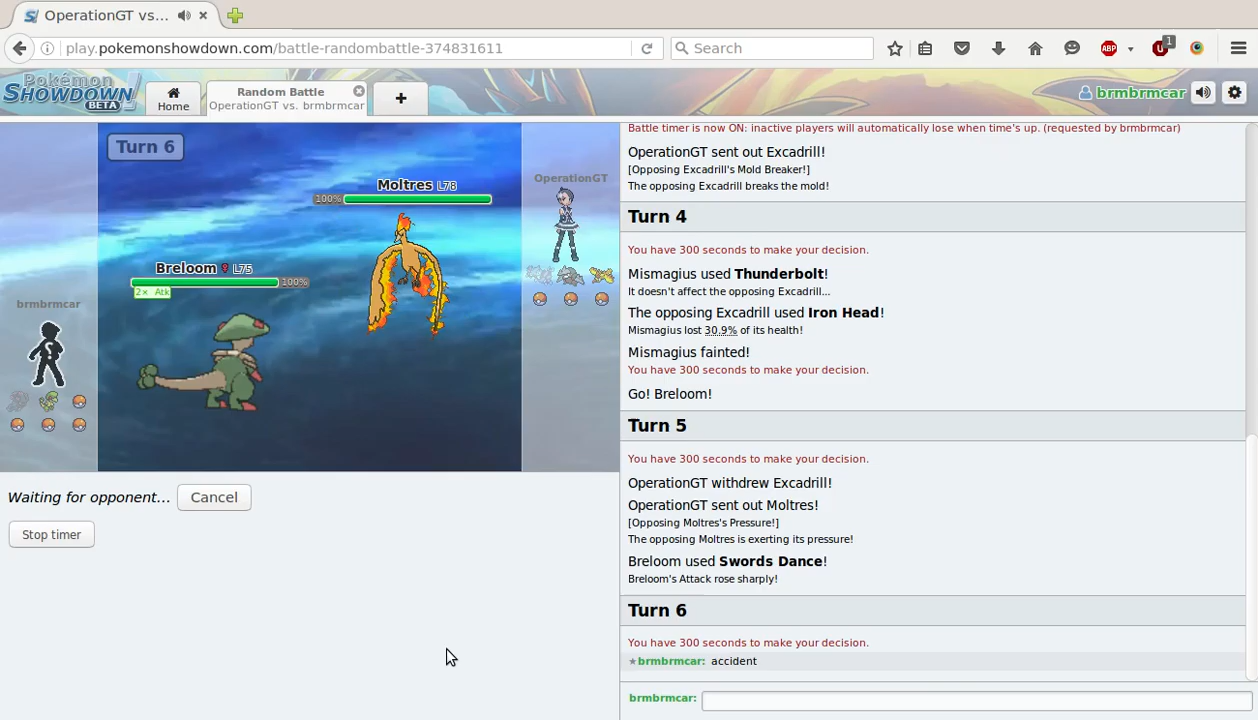 OperationGT vs...
play.pokemonshowdown.com/battle-randombattle-374831611
Search
ABP
1
Pokémon
SHOWDOWN
BETA
Home
Random Battle
OperationGT vs. brmbrmcar
brmbrmcar
Turn 6
Moltres L78
100%
Breloom L75
100%
2× Atk
OperationGT
brmbrmcar
Waiting for opponent... Cancel
Stop timer
Battle timer is now ON: inactive players will automatically lose when time's up. (requested by brmbrmcar)
OperationGT sent out Excadrill!
[Opposing Excadrill's Mold Breaker!]
The opposing Excadrill breaks the mold!
Turn 4
You have 300 seconds to make your decision.
Mismagius used Thunderbolt!
It doesn't affect the opposing Excadrill...
The opposing Excadrill used Iron Head!
Mismagius lost 30.9% of its health!
Mismagius fainted!
You have 300 seconds to make your decision.
Go! Breloom!
Turn 5
You have 300 seconds to make your decision.
OperationGT withdrew Excadrill!
OperationGT sent out Moltres!
[Opposing Moltres's Pressure!]
The opposing Moltres is exerting its pressure!
Breloom used Swords Dance!
Breloom's Attack rose sharply!
Turn 6
You have 300 seconds to make your decision.
★brmbrmcar: accident
brmbrmcar: